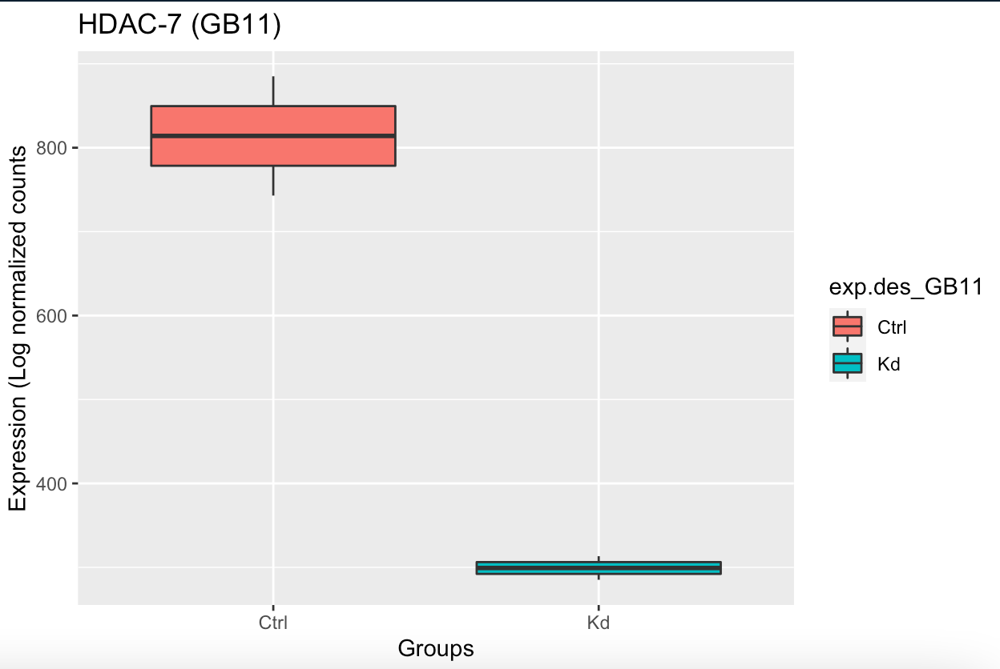 HDAC-7 (GB11)
Expression (Log normalized counts
800
600
400
Ctrl
Kd
Groups
exp.des_GB11
Ctrl
Kd